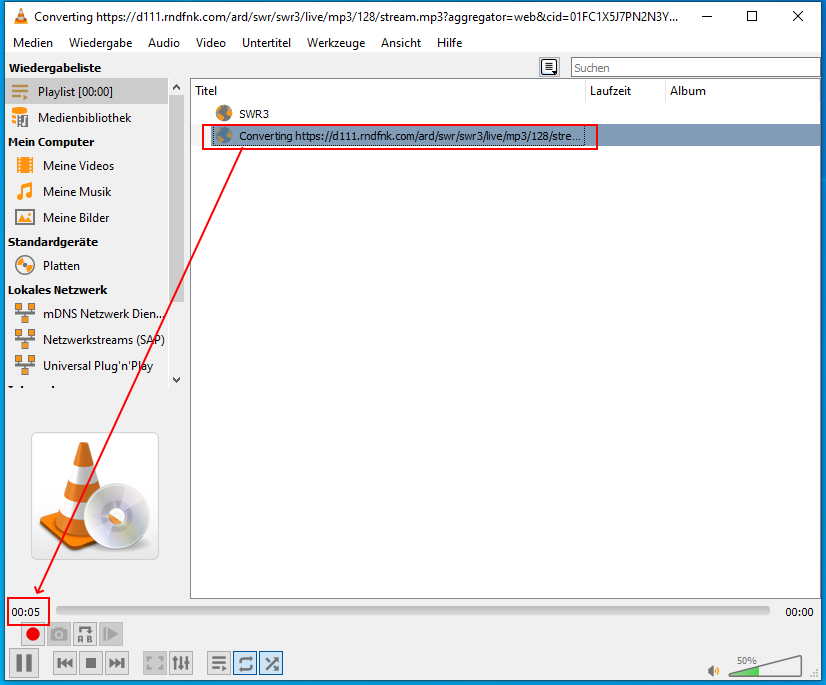 Converting https://d111.rndfnk.com/ard/swr/swr3/live/mp3/128/stream.mp3?aggregator=web&cid=01FC1X5J7PN2N3Y...
Medien Wiedergabe Audio Video Untertitel Werkzeuge Ansicht Hilfe
Wiedergabeliste
Suchen
Playlist [00:00]
Medienbibliothek
Mein Computer
Meine Videos
Meine Musik
Meine Bilder
Standardgeräte
Platten
Lokales Netzwerk
mDNS Netzwerk Dien...
Netzwerkstreams (SAP)
Universal Plug'n'Play
Titel Laufzeit Album
SWR3
Converting https://d111.rndfnk.com/ard/swr/swr3/live/mp3/128/stre...
00:05
00:00
A B
50%